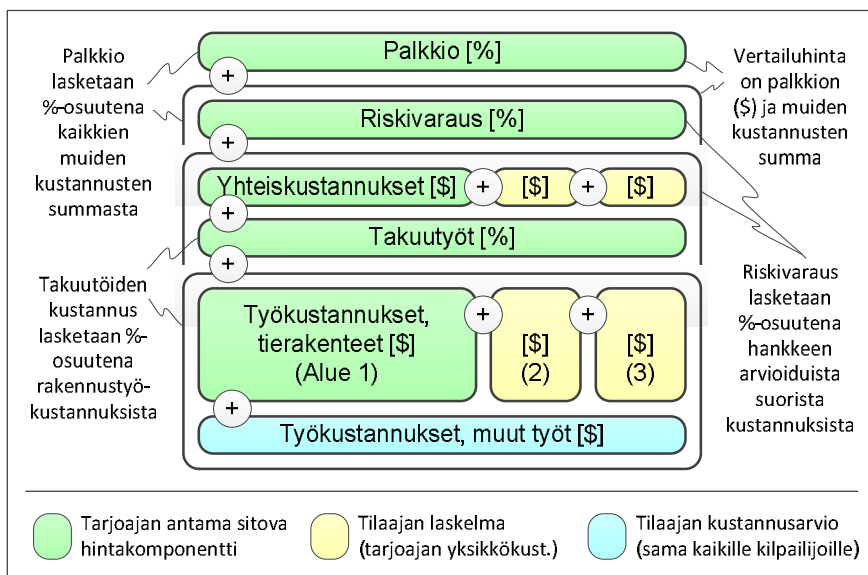 Palkkio [%]
Palkkio
lasketaan
%-osuutena
kaikkien
muiden
kustannusten
summasta
Vertailuhinta
on palkkion
($) ja muiden
kustannusten
summa
+
Riskivaraus [%]
+
Yhteiskustannukset [$] + [$] + [$]
+
Takuutyöt [%]
+
Takuutöiden
kustannus
lasketaan %-
osuutena
rakennustyö-
kustannuksista
Työkustannukset,
tierakenteet [$]
(Alue 1)
+
[$]
(2)
+
[$]
(3)
+
Työkustannukset, muut työt [$]
Riskivaraus
lasketaan
%-osuutena
hankkeen
arvioiduista
suorista
kustannuksista
Tarjoajan antama sitova
hintakomponentti
Tilaajan laskelma
(tarjoajan yksikkökust.)
Tilaajan kustannusarvio
(sama kaikille kilpailijoille)